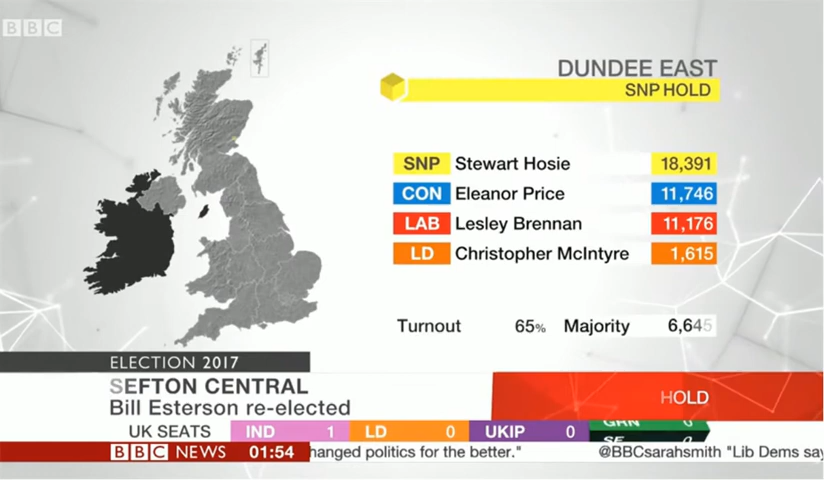 BBC
DUNDEE EAST
SNP HOLD
SNP Stewart Hosie 18,391
CON Eleanor Price 11,746
LAB Lesley Brennan 11,176
LD Christopher McIntyre 1,615
Turnout 65% Majority 6,645
ELECTION 2017
SEFTON CENTRAL
Bill Esterson re-elected
HOLD
UK SEATS IND 1 LD 0 UKIP 0 GRN 0
BBC NEWS 01:54 hanged politics for the better." @BBCsarahsmith "Lib Dems say